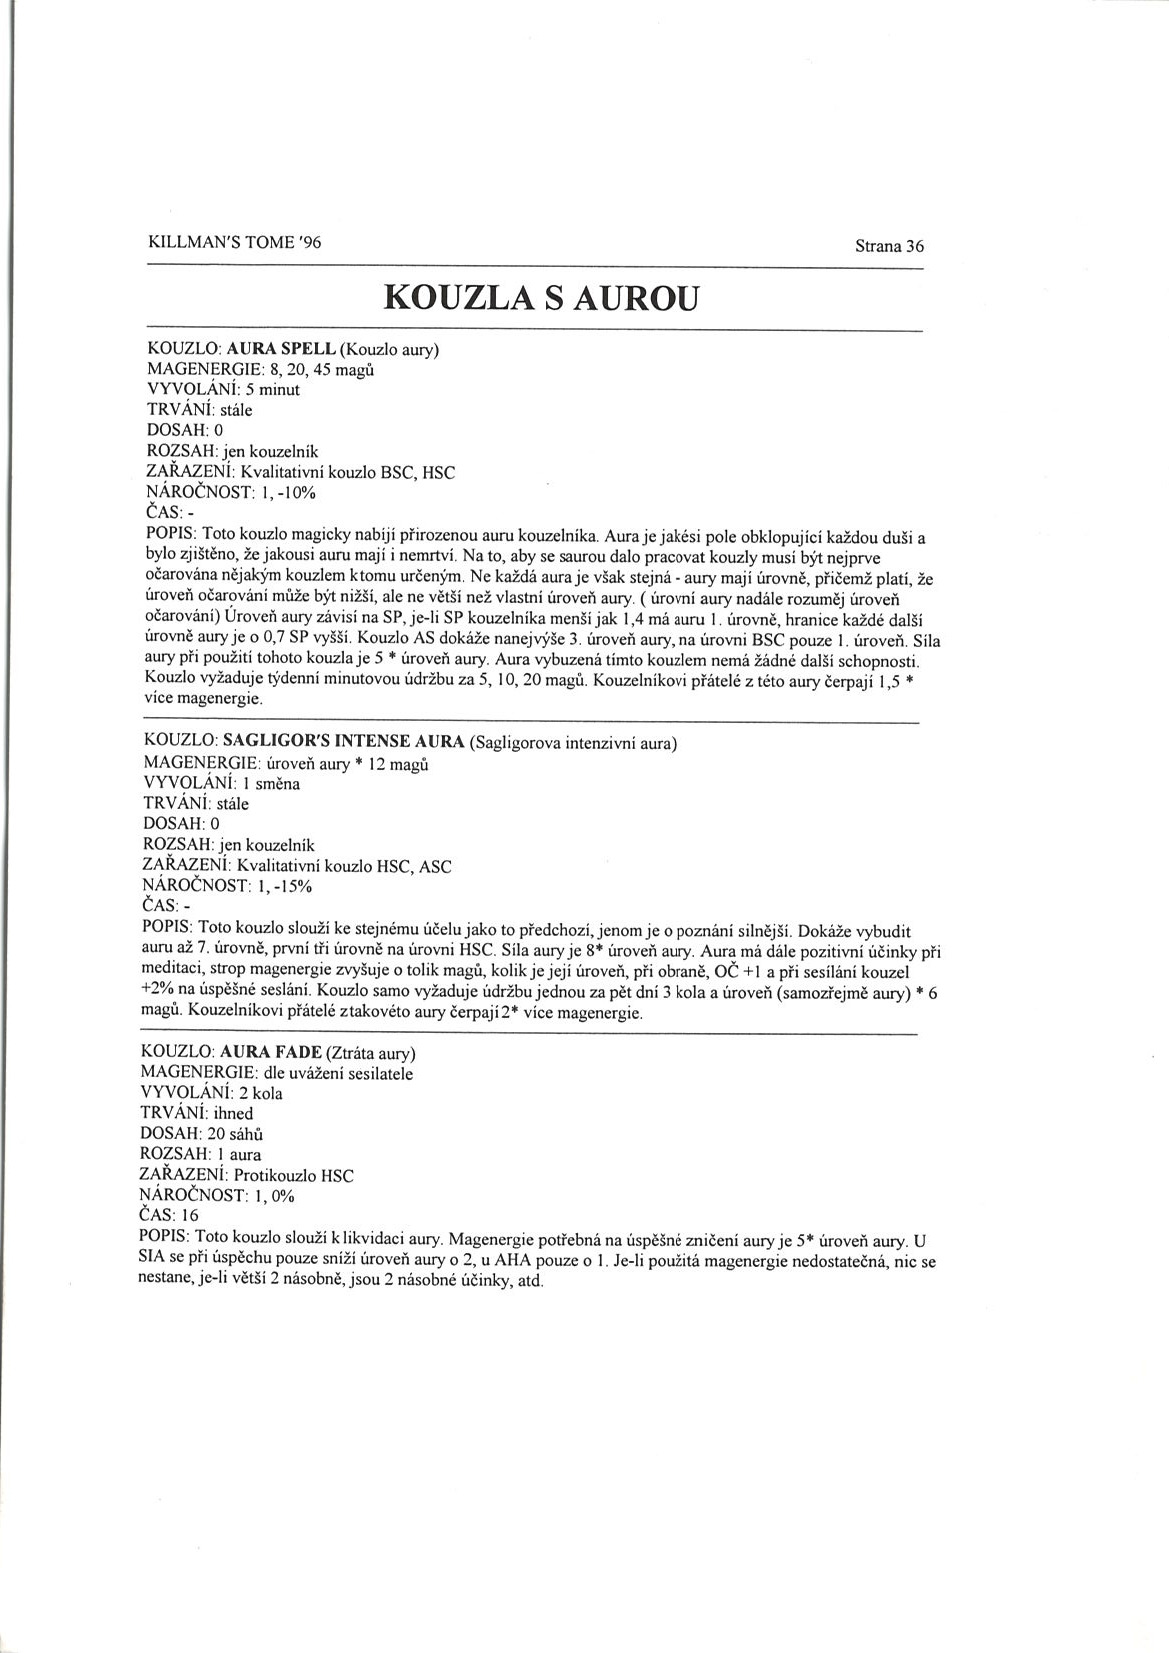 KILLMAN'S TOME '96
Strana 36
KOUZLA S AUROU
KOUZLO: AURA SPELL (Kouzlo aury)
MAGENERGIE: 8, 20, 45 magů
VYVOLÁNÍ: 5 minut
TRVÁNÍ: stále
DOSAH: 0
ROZSAH: jen kouzelník
ZAŘAZENÍ: Kvalitativní kouzlo BSC, HSC
NÁROČNOST: 1, -10%
ČAS: -
POPIS: Toto kouzlo magicky nabíjí přirozenou auru kouzelníka. Aura je jakési pole obklopující každou duši a
bylo zjištěno, že jakousi auru mají i nemrtví. Na to, aby se saurou dalo pracovat kouzly musí být nejprve
očarována nějakým kouzlem ktomu určeným. Ne každá aura je však stejná - aury mají úrovně, přičemž platí, že
úroveň očarování může být nižší, ale ne větší než vlastní úroveň aury. ( úrovní aury nadále rozuměj úroveň
očarování) Úroveň aury závisí na SP, je-li SP kouzelníka menší jak 1,4 má auru 1. úrovně, hranice každé další
úrovně aury je o 0,7 SP vyšší. Kouzlo AS dokáže nanejvýše 3. úroveň aury, na úrovni BSC pouze 1. úroveň. Síla
aury při použití tohoto kouzla je 5 * úroveň aury. Aura vybuzená tímto kouzlem nemá žádné další schopnosti.
Kouzlo vyžaduje týdenní minutovou údržbu za 5, 10, 20 magů. Kouzelníkovi přátelé z této aury čerpají 1,5 *
více magenergie.
KOUZLO: SAGLIGOR'S INTENSE AURA (Sagligorova intenzivní aura)
MAGENERGIE: úroveň aury * 12 magů
VYVOLÁNÍ: 1 směna
TRVÁNÍ: stále
DOSAH: 0
ROZSAH: jen kouzelník
ZAŘAZENÍ: Kvalitativní kouzlo HSC, ASC
NÁROČNOST: 1, -15%
ČAS: -
POPIS: Toto kouzlo slouží ke stejnému účelu jako to předchozí, jenom je o poznání silnější. Dokáže vybudit
auru až 7. úrovně, první tři úrovně na úrovni HSC. Síla aury je 8* úroveň aury. Aura má dále pozitivní účinky při
meditaci, strop magenergie zvyšuje o tolik magů, kolik je její úroveň, při obraně, OČ +1 a při sesílání kouzel
+2% na úspěšné seslání. Kouzlo samo vyžaduje údržbu jednou za pět dní 3 kola a úroveň (samozřejmě aury) * 6
magů. Kouzelníkovi přátelé ztakovéto aury čerpají 2* více magenergie.
KOUZLO: AURA FADE (Ztráta aury)
MAGENERGIE: dle uvážení sesilatele
VYVOLÁNÍ: 2 kola
TRVÁNÍ: ihned
DOSAH: 20 sáhů
ROZSAH: 1 aura
ZAŘAZENÍ: Protikouzlo HSC
NÁROČNOST: 1, 0%
ČAS: 16
POPIS: Toto kouzlo slouží k likvidaci aury. Magenergie potřebná na úspěšné zničení aury je 5* úroveň aury. U
SIA se při úspěchu pouze sníží úroveň aury o 2, u AHA pouze o 1. Je-li použitá magenergie nedostatečná, nic se
nestane, je-li větší 2 násobně, jsou 2 násobné účinky, atd.